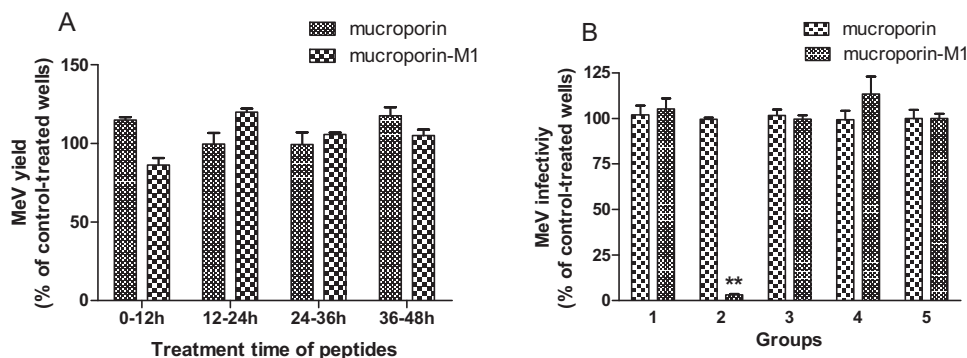 A
mucroporin
mucroporin-M1
MeV yield
(% of control-treated wells)
150
100
50
0
0-12h 12-24h 24-36h 36-48h
Treatment time of peptides
B
mucroporin
mucroporin-M1
MeV infectiviy
(% of control-treated wells)
125
100
75
50
25
0
**
1 2 3 4 5
Groups